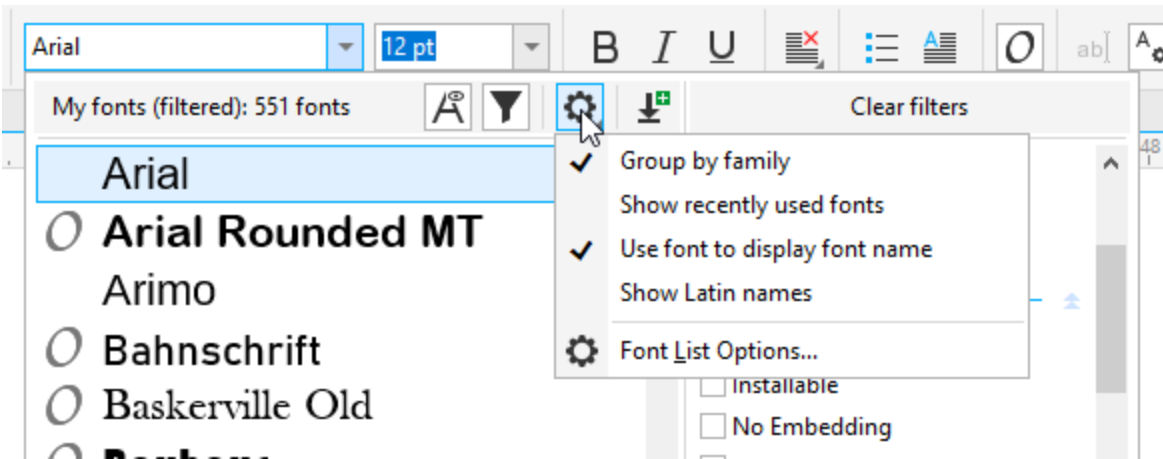 Arial 12 pt B I U A O ab A
My fonts (filtered): 551 fonts A Clear filters
Group by family 48
Show recently used fonts
Use font to display font name
Show Latin names
Font List Options...
Arial
O Arial Rounded MT
Arimo
O Bahnschrift
O Baskerville Old
Installable
No Embedding